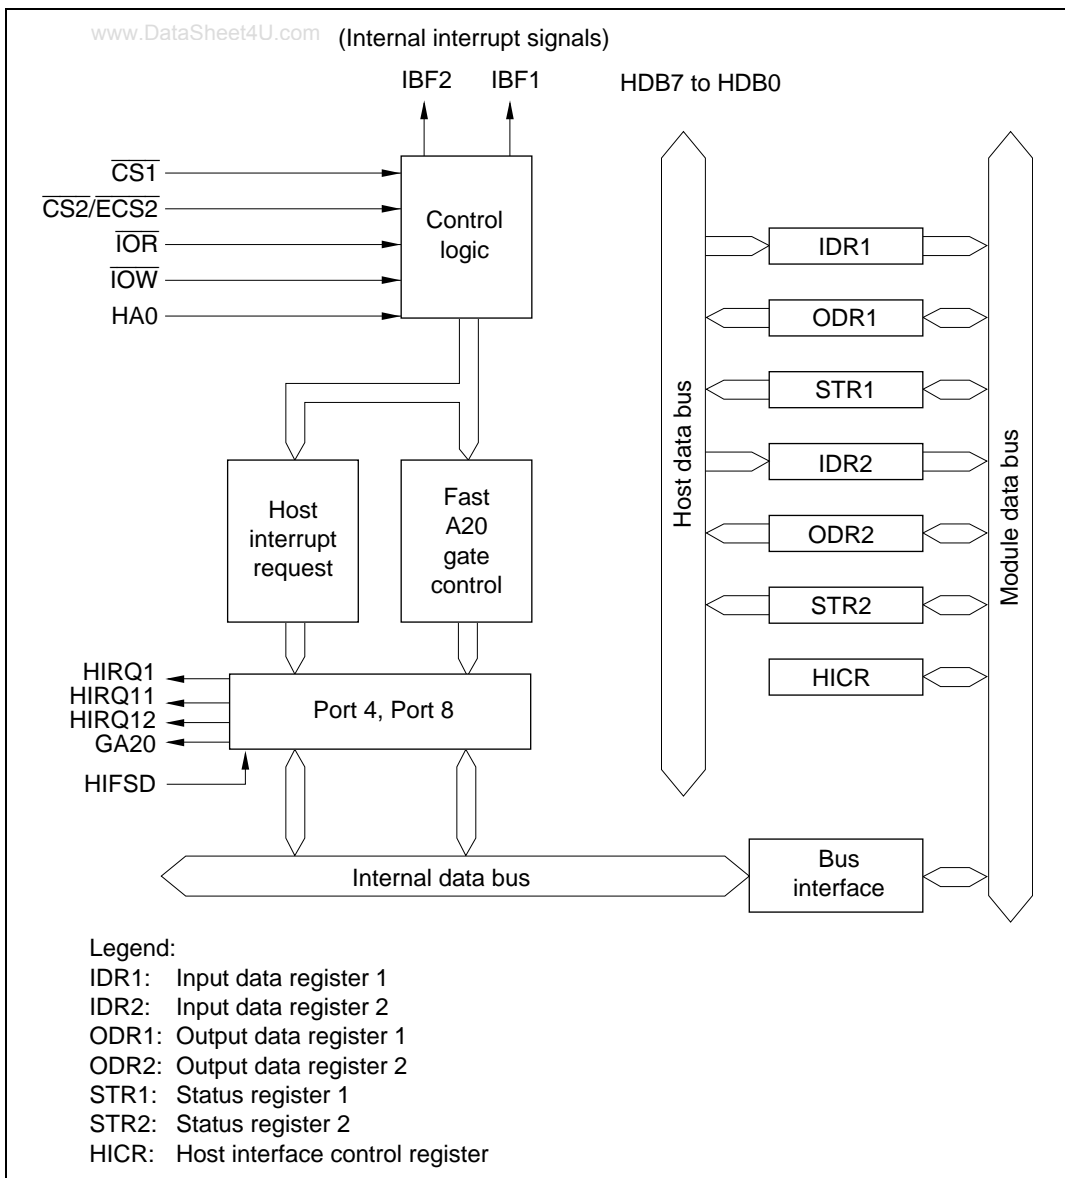 www.DataSheet4U.com
(Internal interrupt signals)
IBF2 IBF1
HDB7 to HDB0
CS1
CS2/ECS2
IOR
IOW
HA0
Control
logic
Host
interrupt
request
Fast
A20
gate
control
HIRQ1
HIRQ11
HIRQ12
GA20
HIFSD
Port 4, Port 8
Internal data bus
Host data bus
IDR1
ODR1
STR1
IDR2
ODR2
STR2
HICR
Module data bus
Bus
interface
Legend:
IDR1: Input data register 1
IDR2: Input data register 2
ODR1: Output data register 1
ODR2: Output data register 2
STR1: Status register 1
STR2: Status register 2
HICR: Host interface control register